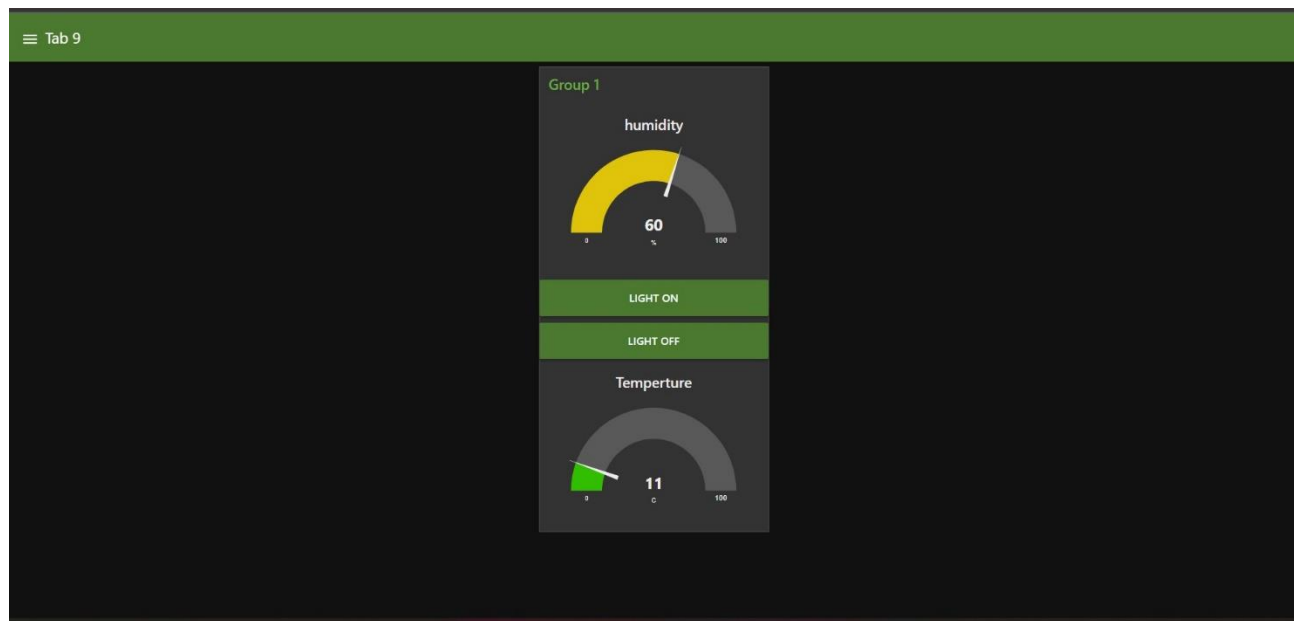 Tab 9
Group 1
humidity
60
0 % 100
LIGHT ON
LIGHT OFF
Temperture
11
0 C 100